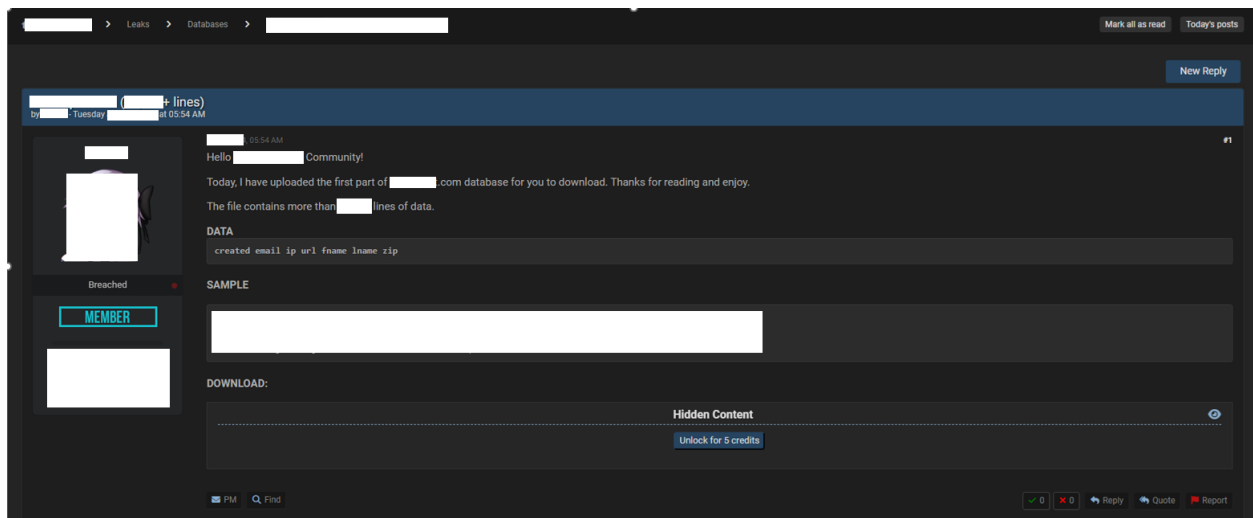 > Leaks > Databases >
Mark all as read Today's posts
New Reply
( + lines)
by - Tuesday at 05:54 AM
, 05:54 AM
#1
Hello Community!
Today, I have uploaded the first part of .com database for you to download. Thanks for reading and enjoy.
The file contains more than lines of data.
DATA
created email ip url fname lname zip
Breached
SAMPLE
MEMBER
DOWNLOAD:
Hidden Content
Unlock for 5 credits
PM Find
0 0 Reply Quote Report